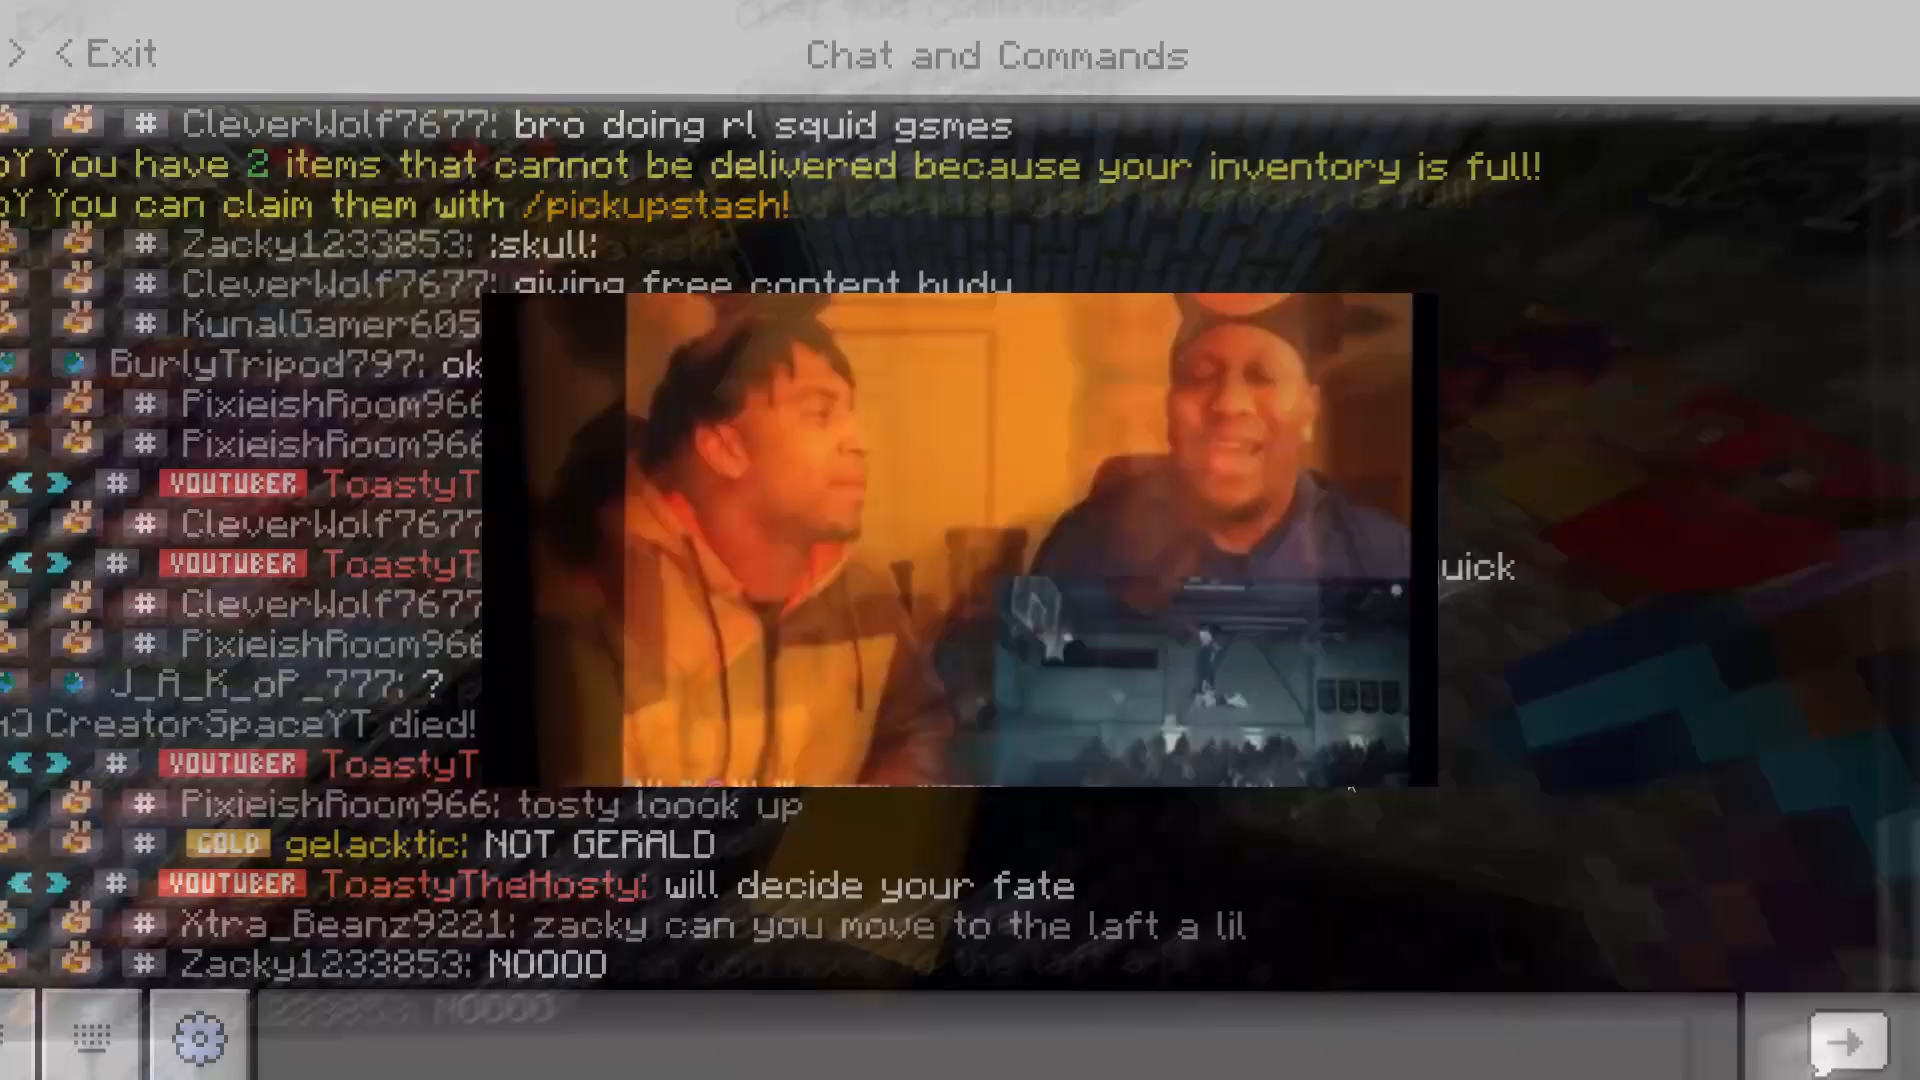 < Exit
Chat and Commands
# CleverWolf7677: bro doing rl squid gsmes
You have 2 items that cannot be delivered because your inventory is full!
You can claim them with /pickupstash!
# Zacky1233853: :skull:
# CleverWolf7677: giving free content budy
# KunalGamer605
BurlyTripod797: ok
# PixieishRoom966
# PixieishRoom966
# YOUTUBER ToastyT
# CleverWolf7677
# YOUTUBER ToastyT uick
# CleverWolf7677
# PixieishRoom966
J_A_K_oP_777: ?
CreatorSpaceYT died!
# YOUTUBER ToastyT
# PixieishRoom966: tosty loook up
# GOLD gelacktic: NOT GERALD
# YOUTUBER ToastyTheHosty: will decide your fate
# Xtra_Beanz9221: zacky can you move to the laft a lil
# Zacky1233853: NOOOO